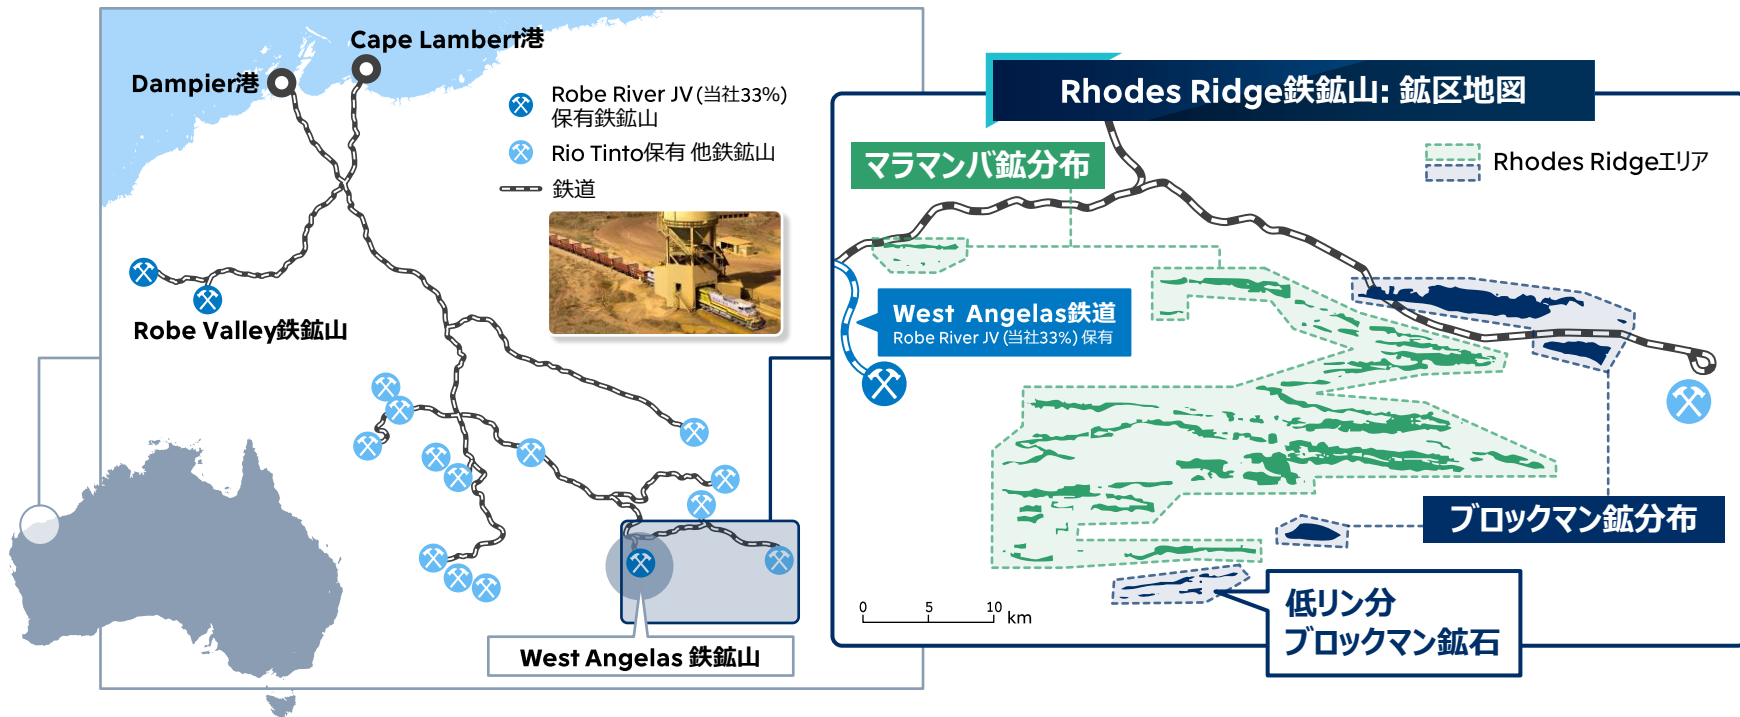 Cape Lambert港
Dampier港
Robe River JV (当社33%)
保有鉄鉱山
Rio Tinto保有 他鉄鉱山
鉄道
Robe Valley鉄鉱山
West Angelas 鉄鉱山
Rhodes Ridge鉄鉱山: 鉱区地図
マラマンバ鉱分布
Rhodes Ridgeエリア
West Angelas鉄道
Robe River JV (当社33%) 保有
ブロックマン鉱分布
低リン分
ブロックマン鉱石
0 5 10 km